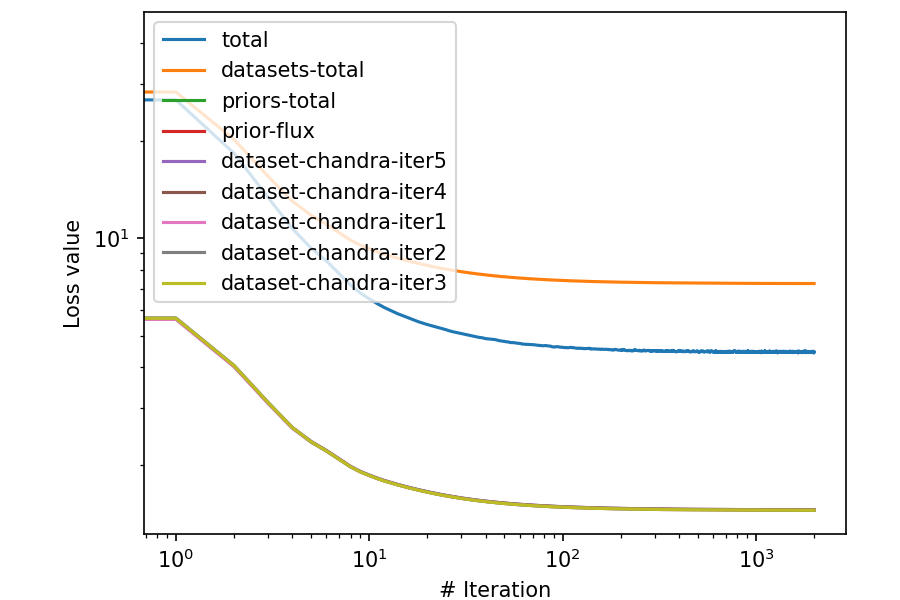 total
datasets-total
priors-total
prior-flux
dataset-chandra-iter5
dataset-chandra-iter4
dataset-chandra-iter1
dataset-chandra-iter2
dataset-chandra-iter3
Loss value
10¹
10⁰ 10¹ 10² 10³
# Iteration